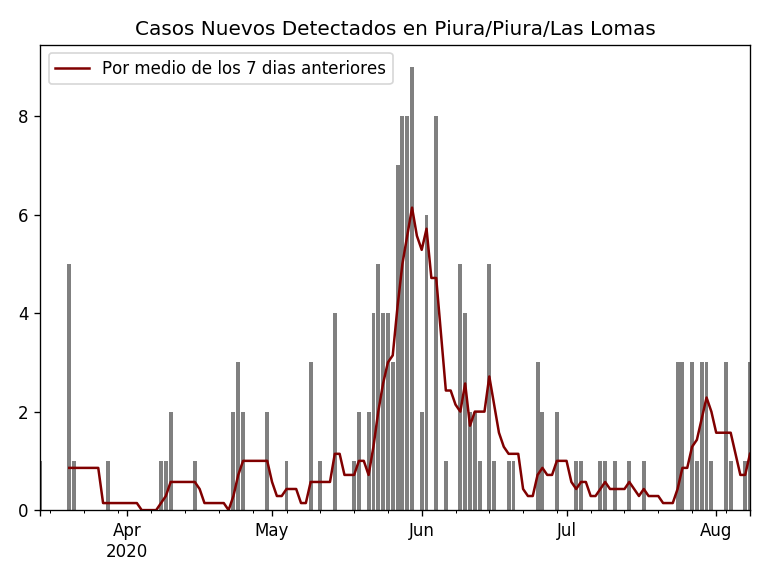 Casos Nuevos Detectados en Piura/Piura/Las Lomas
Por medio de los 7 dias anteriores
8
6
4
2
0
Apr May Jun Jul Aug
2020